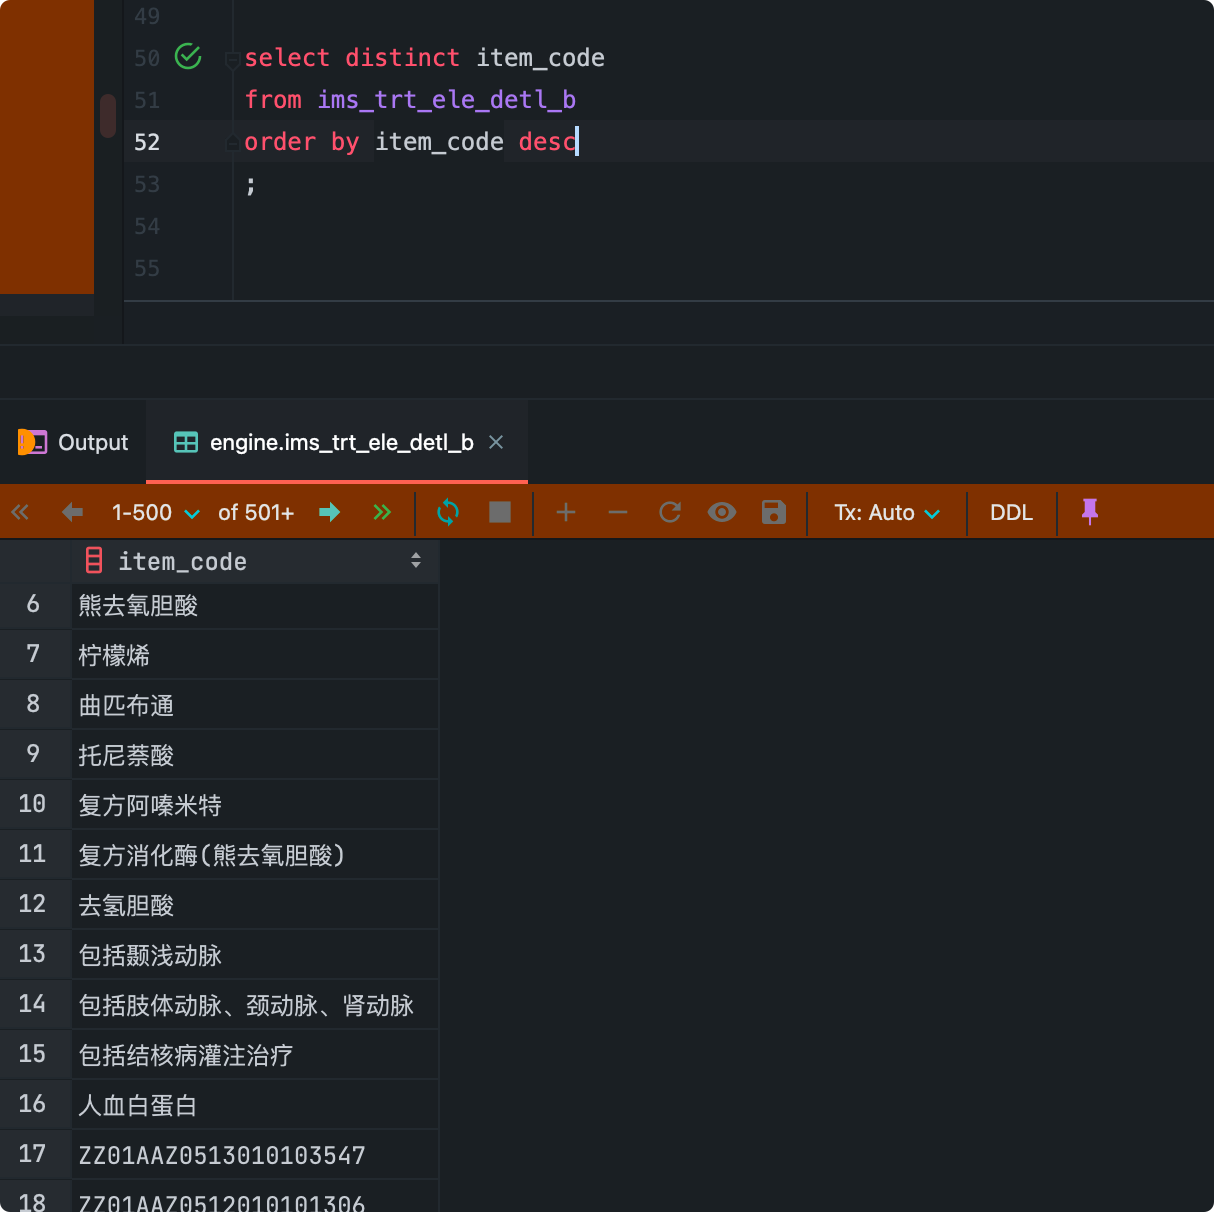 49
50 select distinct item_code
51 from ims_trt_ele_detl_b
52 order by item_code desc
53 ;
54
55
Output engine.ims_trt_ele_detl_b
1-500 of 501+ Tx: Auto DDL
item_code
6 熊去氧胆酸
7 柠檬烯
8 曲匹布通
9 托尼萘酸
10 复方阿嗪米特
11 复方消化酶(熊去氧胆酸)
12 去氢胆酸
13 包括颞浅动脉
14 包括肢体动脉、颈动脉、肾动脉
15 包括结核病灌注治疗
16 人血白蛋白
17 ZZ01AAZ0513010103547
18 ZZ01AAZ0512010101306